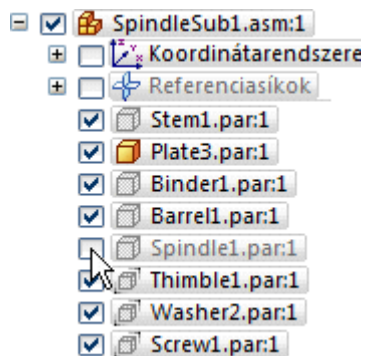 SpindleSub1.asm:1
Koordinátarendszere
Referenciasíkok
Stem1.par:1
Plate3.par:1
Binder1.par:1
Barrel1.par:1
Spindle1.par:1
Thimble1.par:1
Washer2.par:1
Screw1.par:1